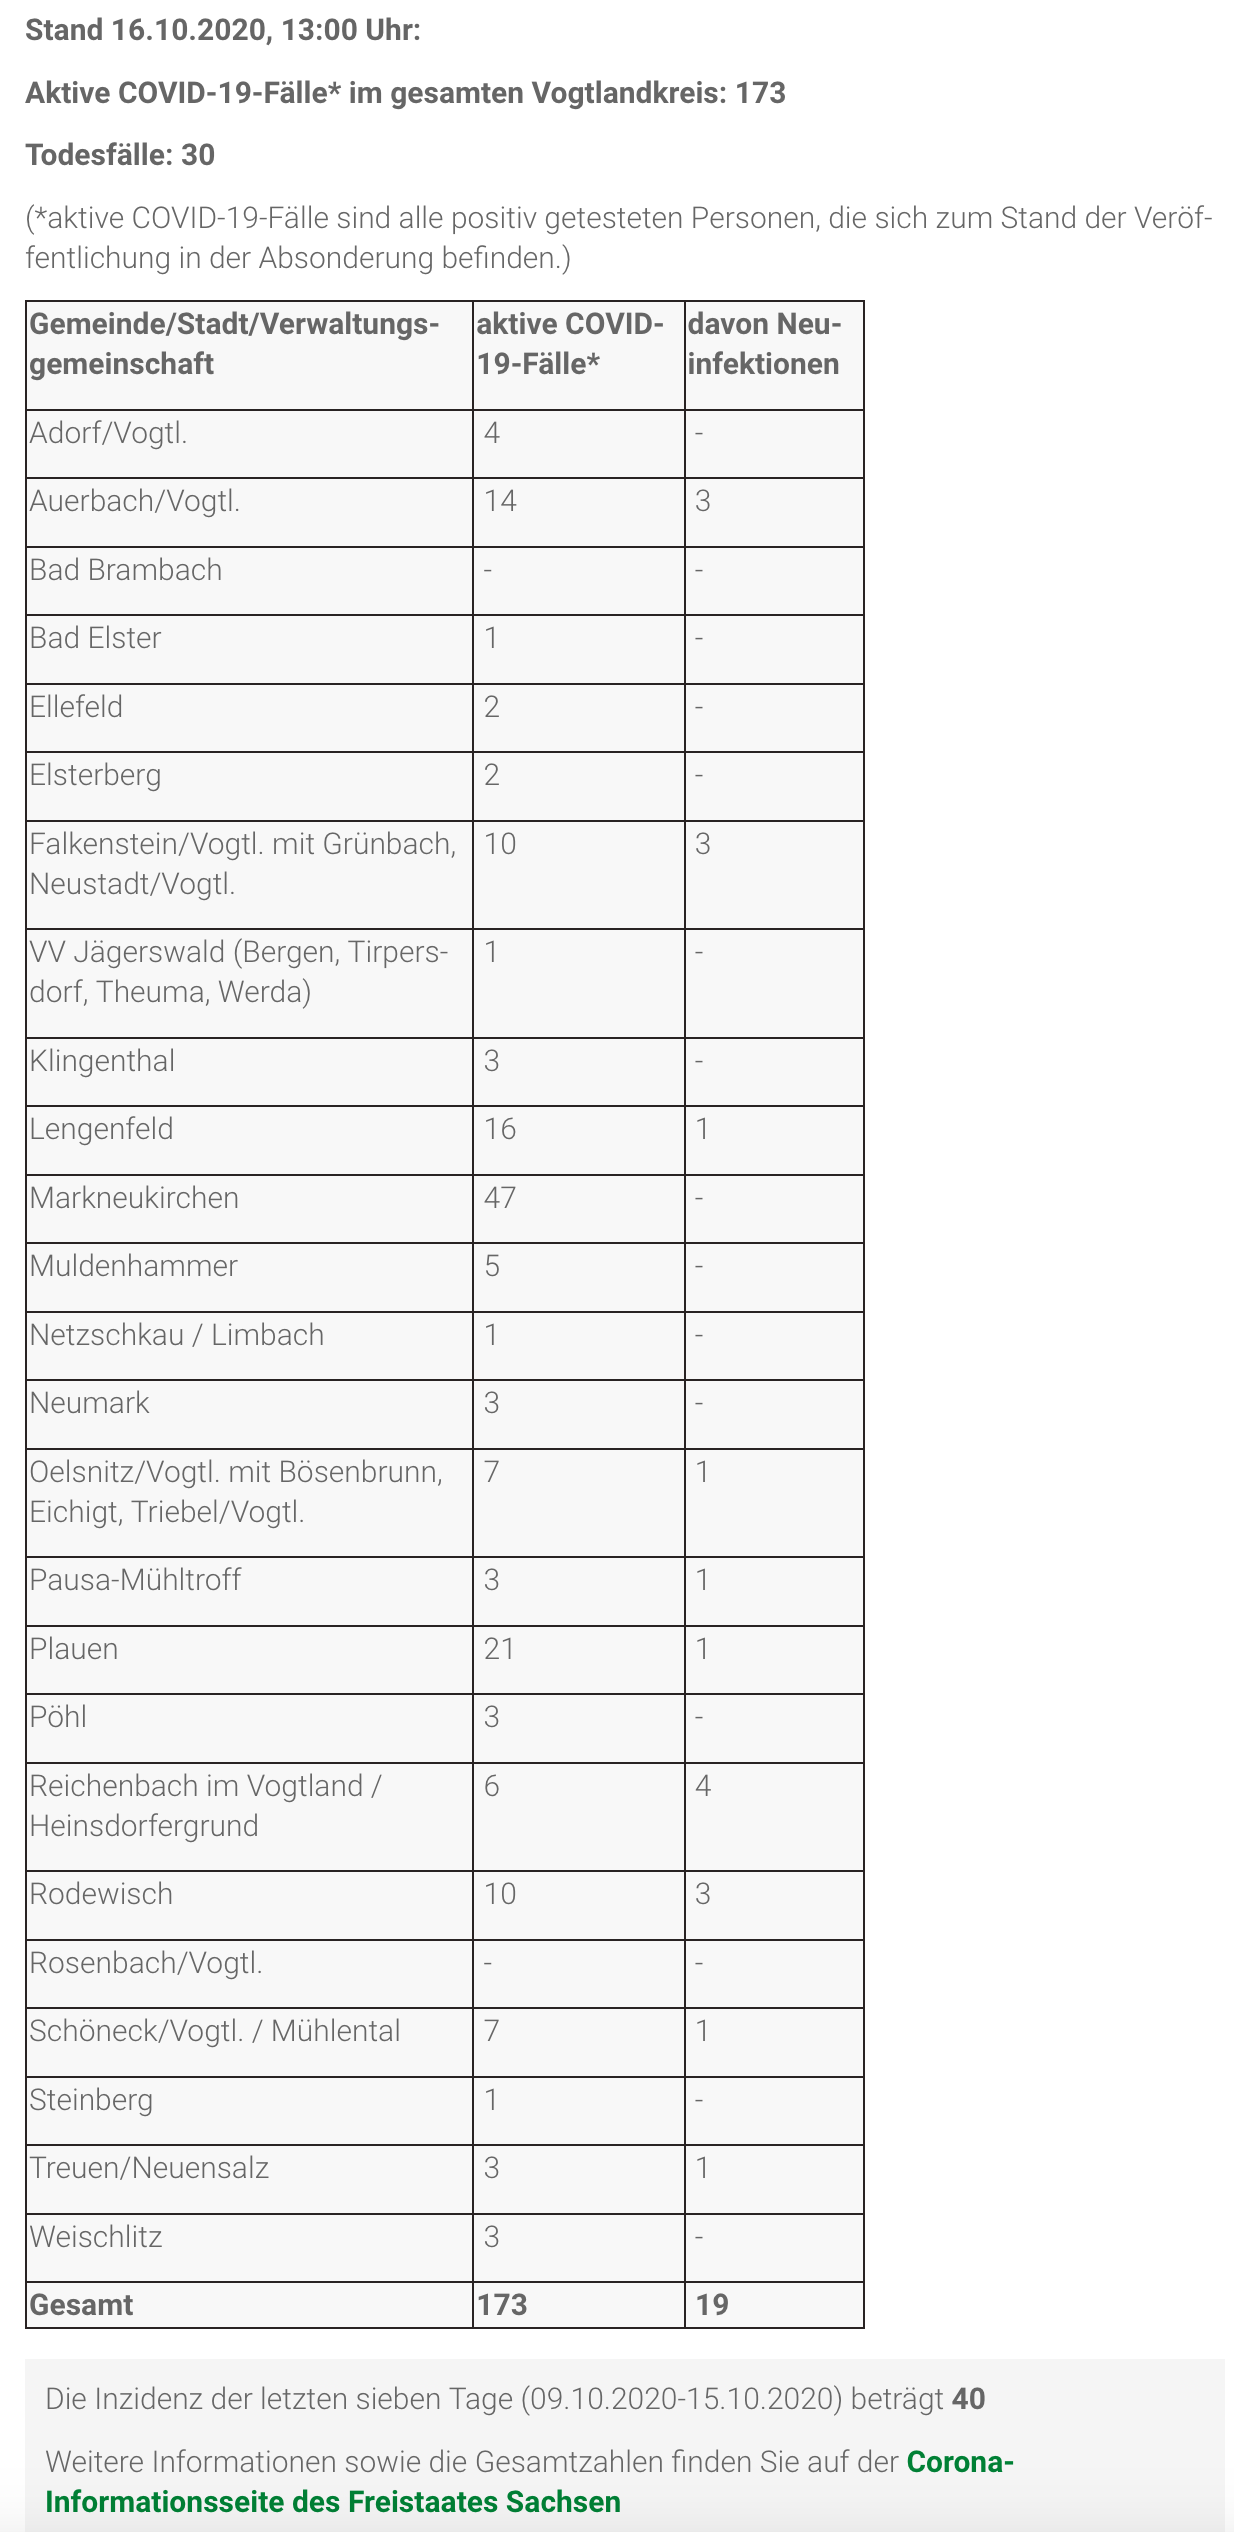 Stand 16.10.2020, 13:00 Uhr:
Aktive COVID-19-Fälle* im gesamten Vogtlandkreis: 173
Todesfälle: 30
(*aktive COVID-19-Fälle sind alle positiv getesteten Personen, die sich zum Stand der Veröf-
fentlichung in der Absonderung befinden.)
Gemeinde/Stadt/Verwaltungs- aktive COVID- davon Neu-
gemeinschaft 19-Fälle* infektionen
Adorf/Vogtl. 4 -
Auerbach/Vogtl. 14 3
Bad Brambach - -
Bad Elster 1 -
Ellefeld 2 -
Elsterberg 2 -
Falkenstein/Vogtl. mit Grünbach, 10 3
Neustadt/Vogtl.
VV Jägerswald (Bergen, Tirpers- 1 -
dorf, Theuma, Werda)
Klingenthal 3 -
Lengenfeld 16 1
Markneukirchen 47 -
Muldenhammer 5 -
Netzschkau / Limbach 1 -
Neumark 3 -
Oelsnitz/Vogtl. mit Bösenbrunn, 7 1
Eichigt, Triebel/Vogtl.
Pausa-Mühltroff 3 1
Plauen 21 1
Pöhl 3 -
Reichenbach im Vogtland / 6 4
Heinsdorfergrund
Rodewisch 10 3
Rosenbach/Vogtl. - -
Schöneck/Vogtl. / Mühlental 7 1
Steinberg 1 -
Treuen/Neuensalz 3 1
Weischlitz 3 -
Gesamt 173 19
Die Inzidenz der letzten sieben Tage (09.10.2020-15.10.2020) beträgt 40
Weitere Informationen sowie die Gesamtzahlen finden Sie auf der Corona-
Informationsseite des Freistaates Sachsen